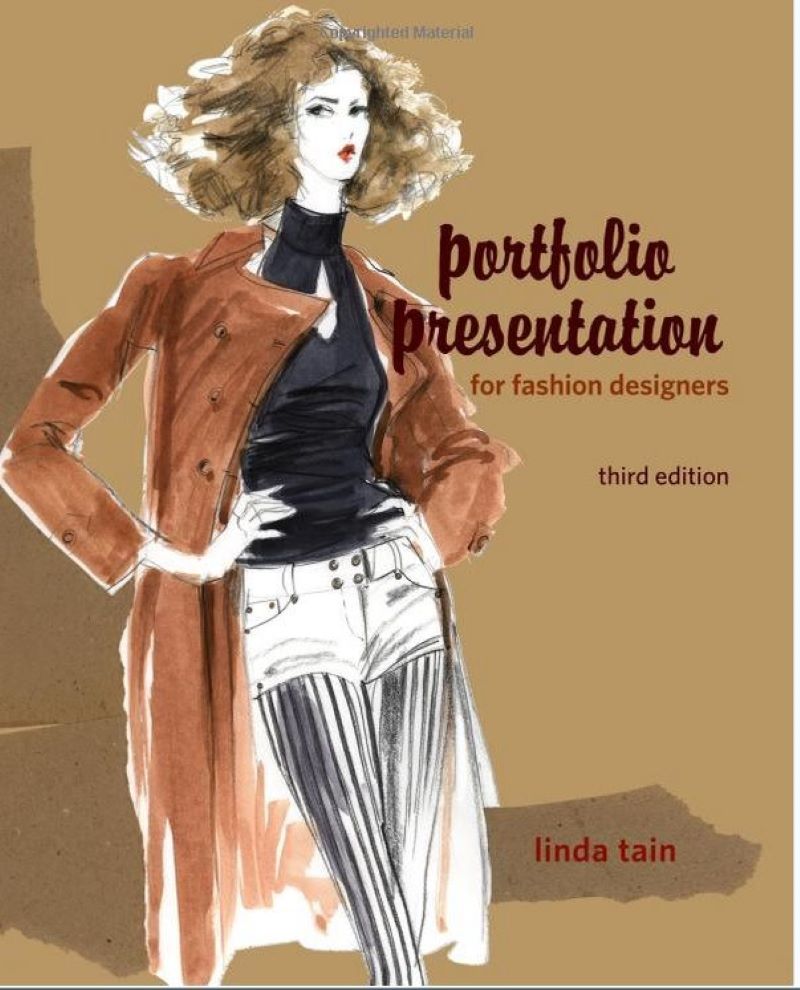 Copyrighted Material
portfolio
presentation
for fashion designers
third edition
linda tain